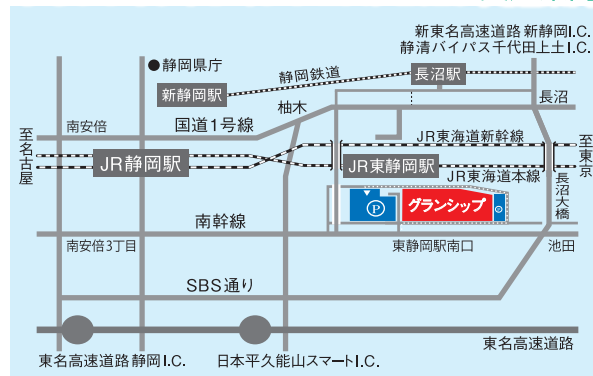 新東名高速道路 新静岡I.C.
静清バイパス千代田上土I.C.
●静岡県庁
静岡鉄道
長沼駅
新静岡駅
柚木
長沼
南安倍
国道1号線
JR東海道新幹線
至名古屋
JR静岡駅
JR東静岡駅
至東京
JR東海道本線
長沼大橋
P
グランシップ
P
南幹線
南安倍3丁目
東静岡駅南口
池田
SBS通り
東名高速道路
東名高速道路 静岡I.C.
日本平久能山スマートI.C.